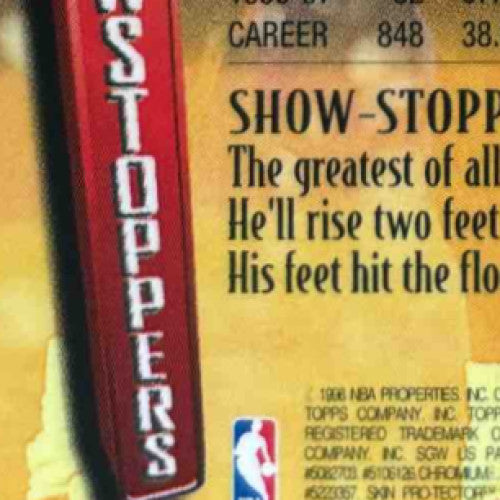 CAREER 848 38.
SHOW-STOPP
The greatest of all
He'll rise two feet
His feet hit the flo
STOPPERS
1998 NBA PROPERTIES, INC.
TOPPS COMPANY, INC. TOPP
REGISTERED TRADEMARK O
COMPANY, INC. SGW US PA
#5082703 #5106126 CHROMIUM
#5223357 SKIN PROTECTOR